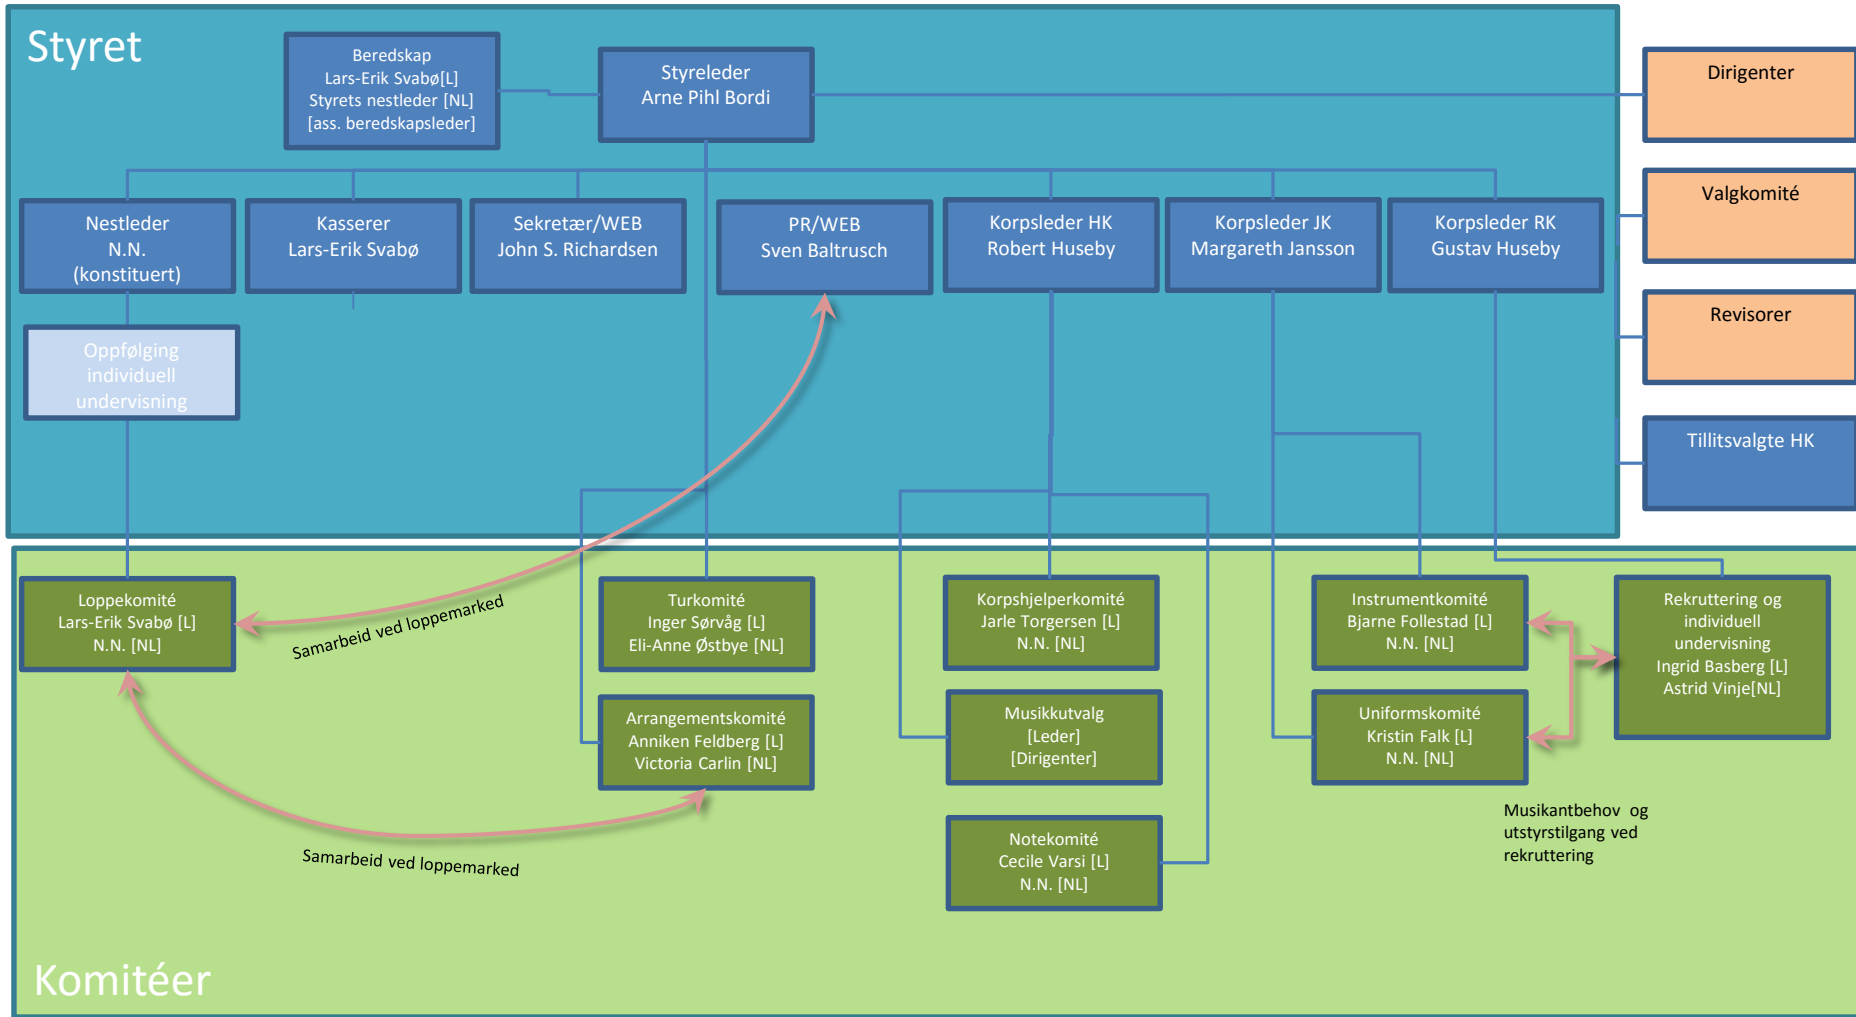 Styret
Beredskap
Lars-Erik Svabø[L]
Styrets nestleder [NL]
[ass. beredskapsleder]
Styreleder
Arne Pihl Bordi
Dirigenter
Valgkomité
Revisorer
Tillitsvalgte HK
Nestleder
N.N.
(konstituert)
Kasserer
Lars-Erik Svabø
Sekretær/WEB
John S. Richardsen
PR/WEB
Sven Baltrusch
Korpsleder HK
Robert Huseby
Korpsleder JK
Margareth Jansson
Korpsleder RK
Gustav Huseby
Oppfølging
individuell
undervisning
Loppekomité
Lars-Erik Svabø [L]
N.N. [NL]
Samarbeid ved loppemarked
Turkomité
Inger Sørvåg [L]
Eli-Anne Østbye [NL]
Korpshjelperkomité
Jarle Torgersen [L]
N.N. [NL]
Instrumentkomité
Bjarne Follestad [L]
N.N. [NL]
Rekruttering og
individuell
undervisning
Ingrid Basberg [L]
Astrid Vinje[NL]
Arrangementskomité
Anniken Feldberg [L]
Victoria Carlin [NL]
Musikkutvalg
[Leder]
[Dirigenter]
Uniformskomité
Kristin Falk [L]
N.N. [NL]
Samarbeid ved loppemarked
Notekomité
Cecile Varsi [L]
N.N. [NL]
Musikantbehov og
utstyrstilgang ved
rekruttering
Komitéer